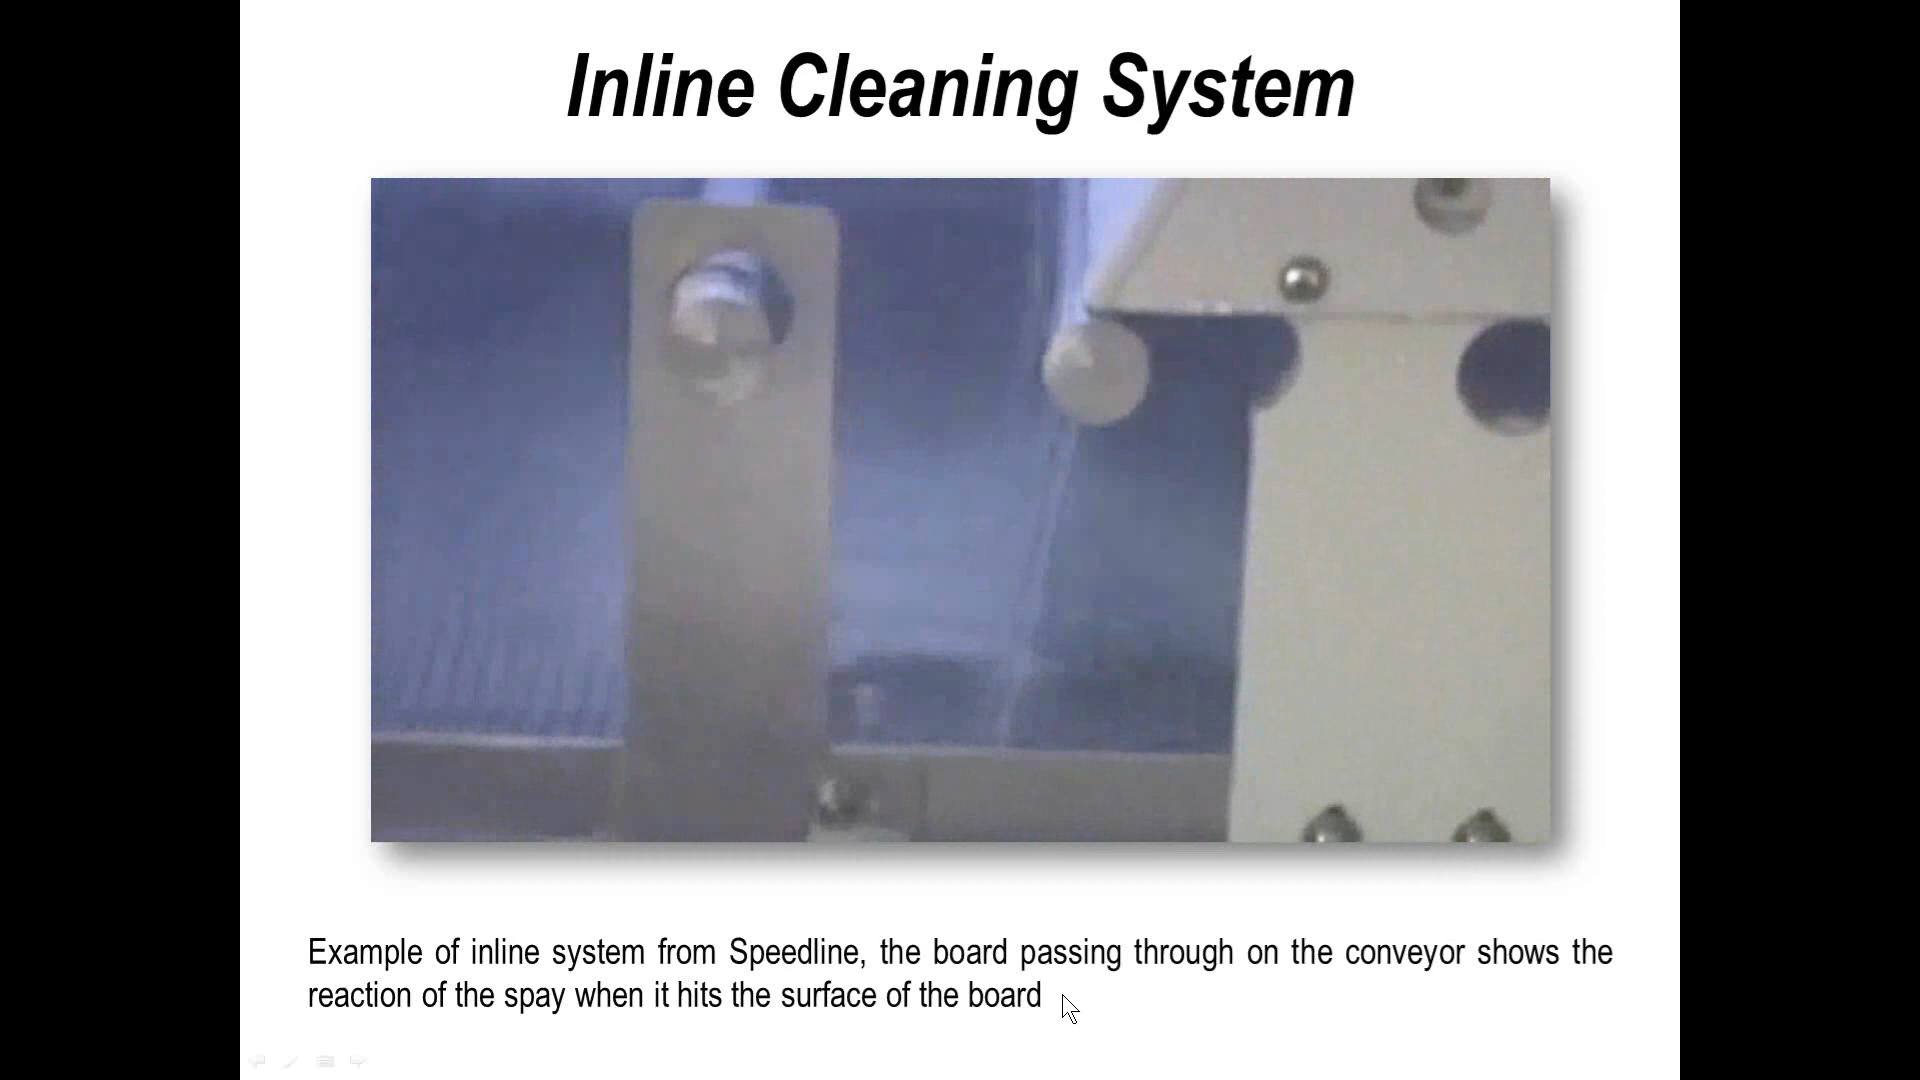 Inline Cleaning System
Example of inline system from Speedline, the board passing through on the conveyor shows the
reaction of the spay when it hits the surface of the board